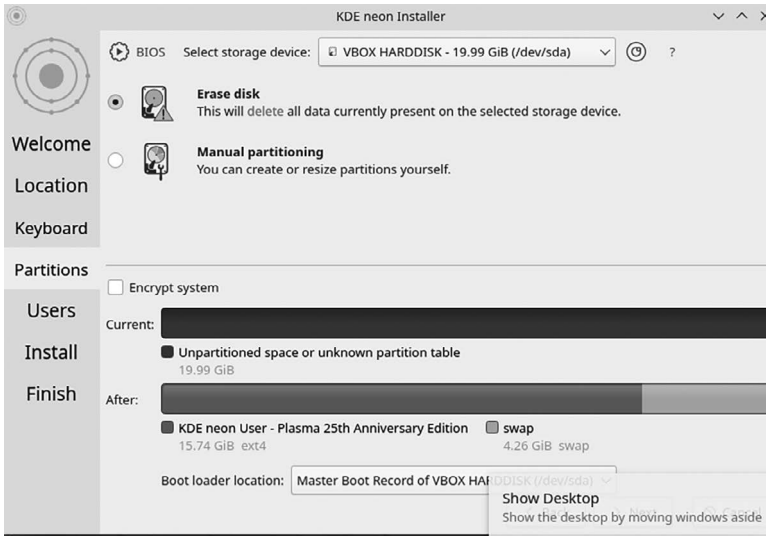 KDE neon Installer
BIOS Select storage device: VBOX HARDDISK - 19.99 GiB (/dev/sda) ?
Erase disk
This will delete all data currently present on the selected storage device.
Welcome
Manual partitioning
You can create or resize partitions yourself.
Location
Keyboard
Partitions
Encrypt system
Users
Current:
Unpartitioned space or unknown partition table
19.99 GiB
Install
Finish
After:
KDE neon User - Plasma 25th Anniversary Edition swap
15.74 GiB ext4 4.26 GiB swap
Boot loader location: Master Boot Record of VBOX HARDDISK (/dev/sda)
Show Desktop
Back Next Cancel
Show the desktop by moving windows aside